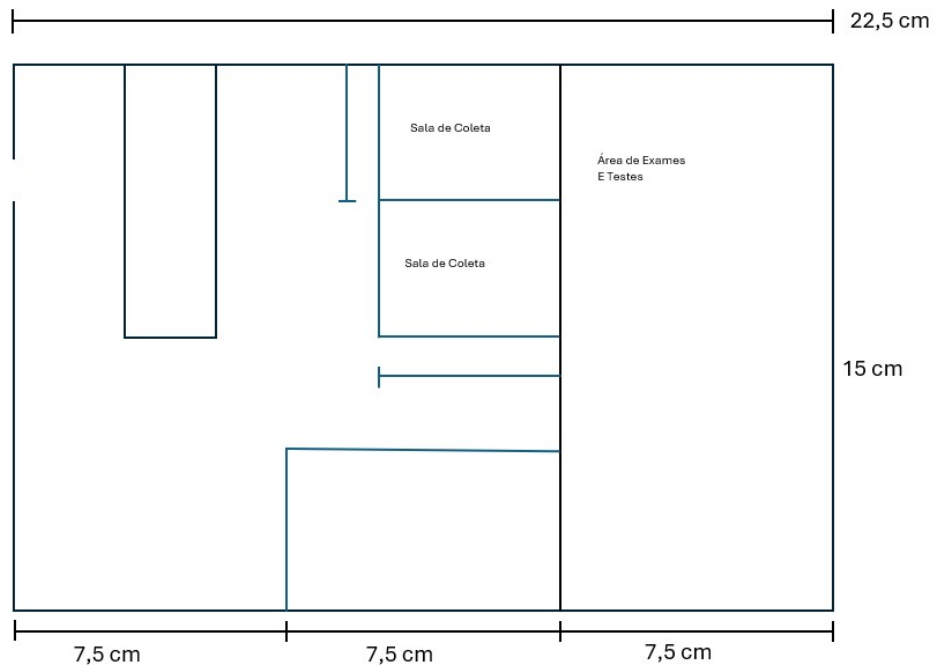 22,5 cm
Sala de Coleta
Área de Exames
E Testes
Sala de Coleta
15 cm
7,5 cm
7,5 cm
7,5 cm